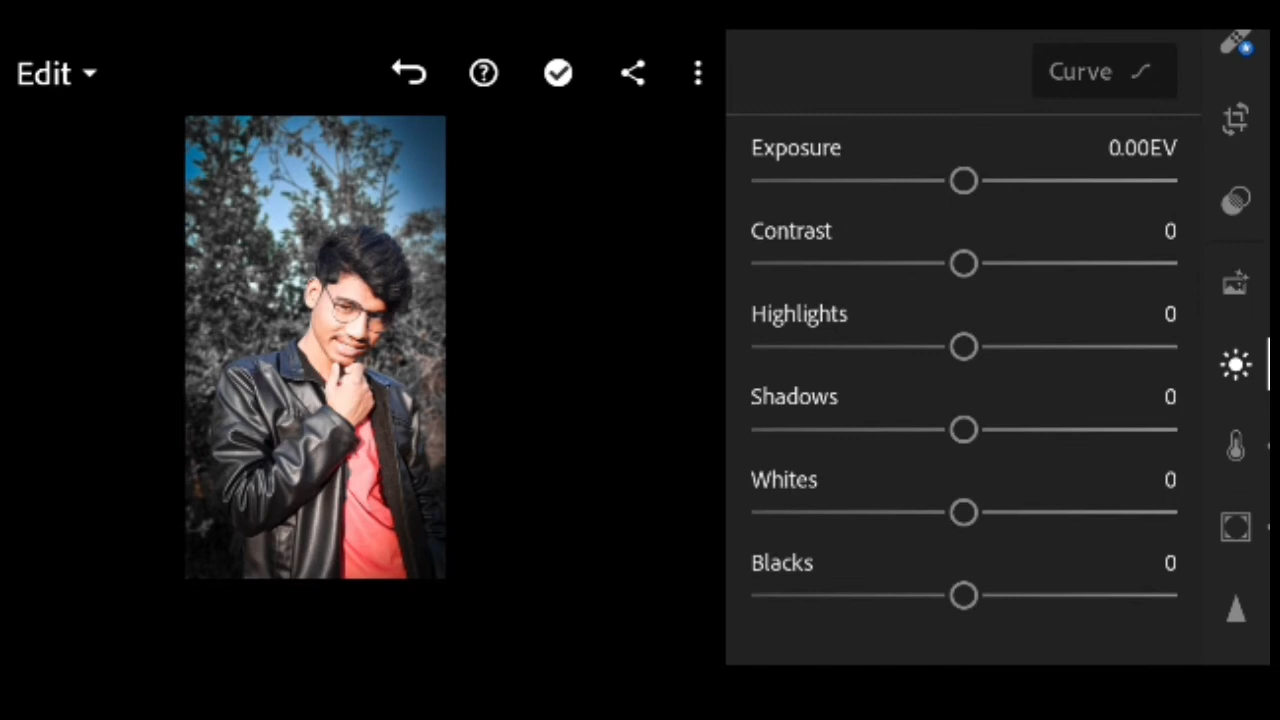 Edit
Curve
Exposure 0.00EV
Contrast 0
Highlights 0
Shadows 0
Whites 0
Blacks 0